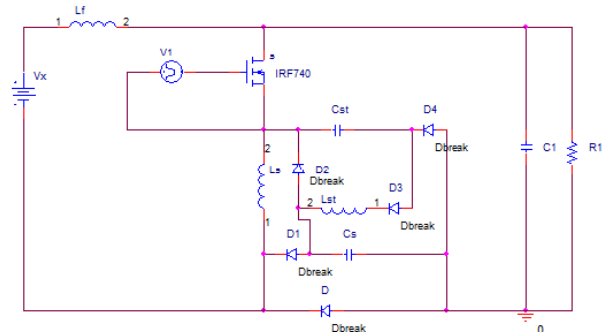 Lf
1 2
V1
s
IRF740
Vx
Cst
D4
Dbreak
2
D2
Dbreak
C1
R1
Ls
Lst
D3
2 1
Dbreak
1
D1
Cs
Dbreak
D
Dbreak
0